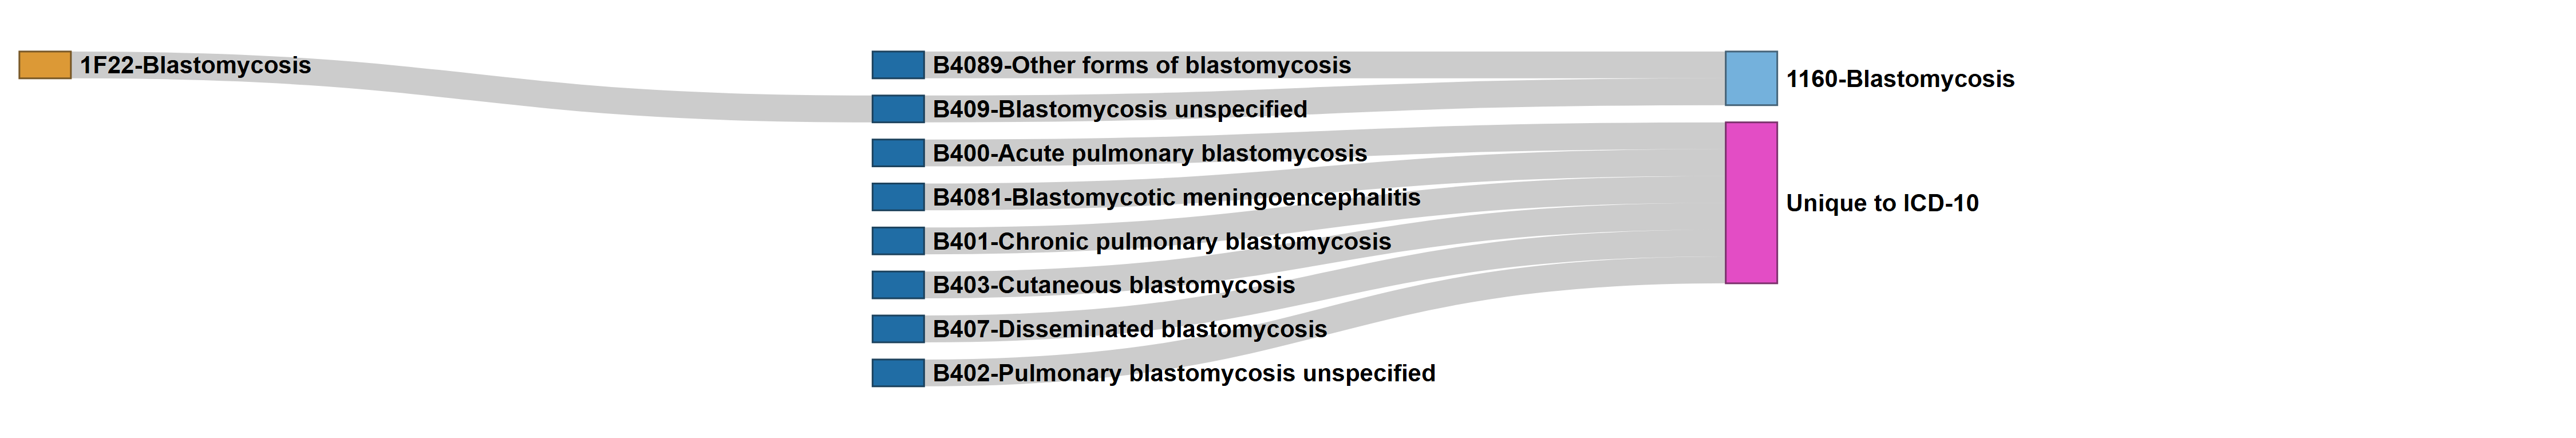 1F22-Blastomycosis
B4089-Other forms of blastomycosis
B409-Blastomycosis unspecified
B400-Acute pulmonary blastomycosis
B4081-Blastomycotic meningoencephalitis
B401-Chronic pulmonary blastomycosis
B403-Cutaneous blastomycosis
B407-Disseminated blastomycosis
B402-Pulmonary blastomycosis unspecified
1160-Blastomycosis
Unique to ICD-10